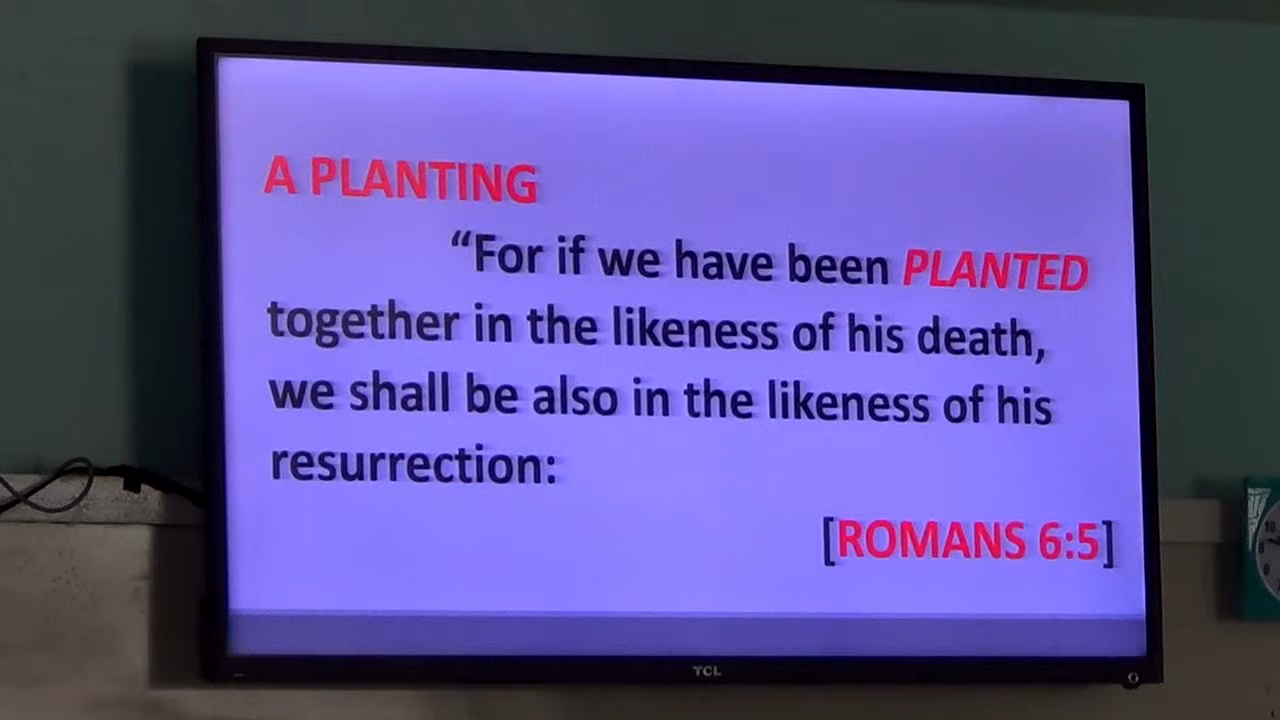 A PLANTING
“For if we have been PLANTED
together in the likeness of his death,
we shall be also in the likeness of his
resurrection:
[ROMANS 6:5]
TCL